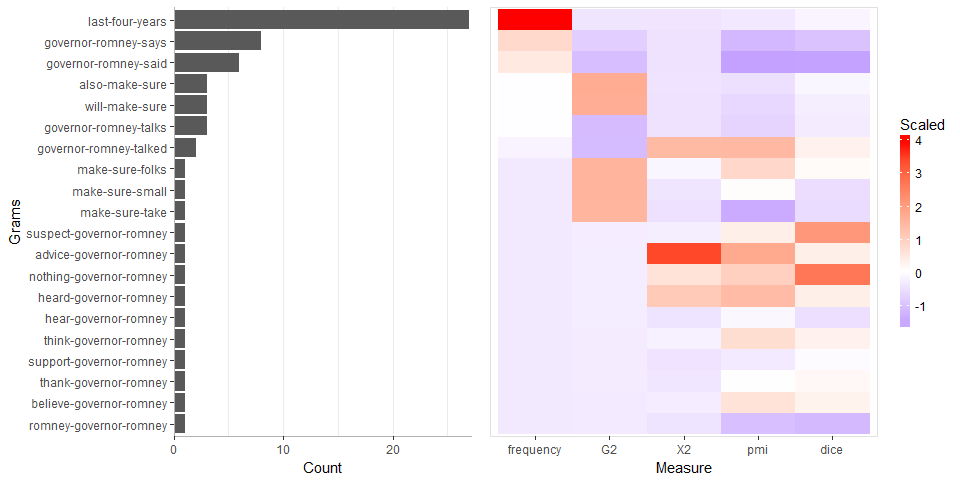 last-four-years
governor-romney-says
governor-romney-said
also-make-sure
will-make-sure
governor-romney-talks
governor-romney-talked
make-sure-folks
make-sure-small
make-sure-take
suspect-governor-romney
advice-governor-romney
nothing-governor-romney
heard-governor-romney
hear-governor-romney
think-governor-romney
support-governor-romney
thank-governor-romney
believe-governor-romney
romney-governor-romney
Grams
0 10 20
Count
frequency G2 X2 pmi dice
Measure
Scaled
4
3
2
1
0
-1